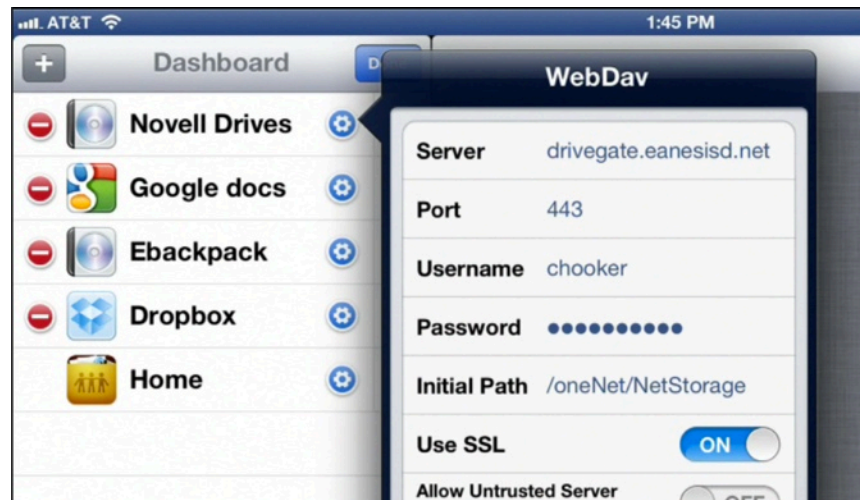 AT&T 1:45 PM
Dashboard
WebDav
Novell Drives
Google docs
Ebackpack
Dropbox
Home
Server drivegate.eanesisd.net
Port 443
Username chooker
Password ●●●●●●●●●●
Initial Path /oneNet/NetStorage
Use SSL ON
Allow Untrusted Server
OFF